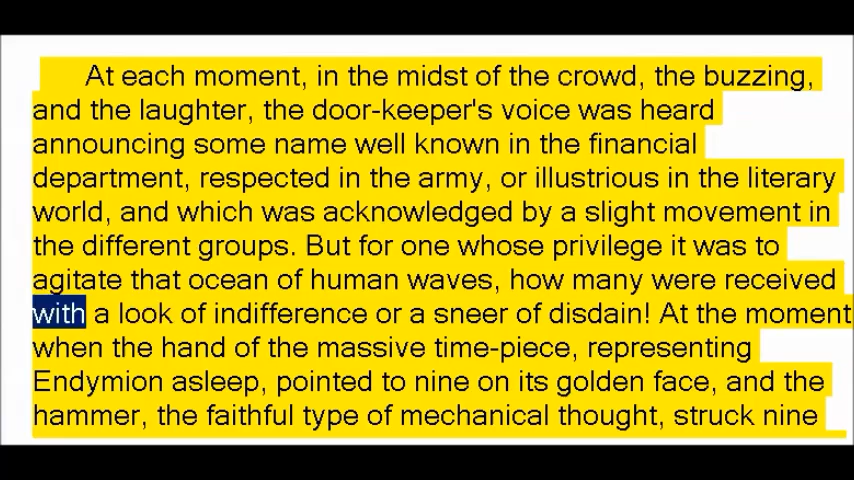 At each moment, in the midst of the crowd, the buzzing,
and the laughter, the door-keeper's voice was heard
announcing some name well known in the financial
department, respected in the army, or illustrious in the literary
world, and which was acknowledged by a slight movement in
the different groups. But for one whose privilege it was to
agitate that ocean of human waves, how many were received
with a look of indifference or a sneer of disdain! At the moment
when the hand of the massive time-piece, representing
Endymion asleep, pointed to nine on its golden face, and the
hammer, the faithful type of mechanical thought, struck nine